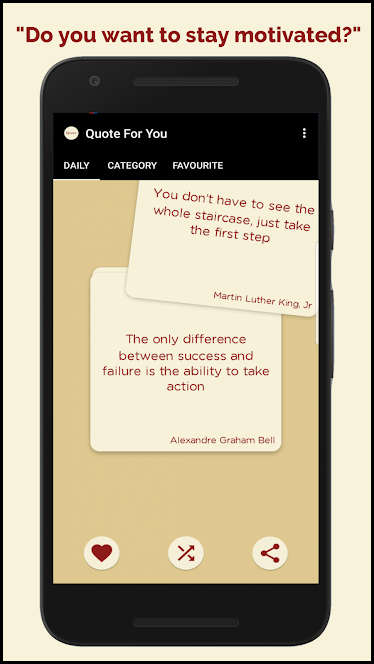 "Do you want to stay motivated?"
Quote For You
DAILY CATEGORY FAVOURITE
You don't have to see the
whole staircase, just take
the first step
Martin Luther King, Jr
The only difference
between success and
failure is the ability to take
action
Alexandre Graham Bell